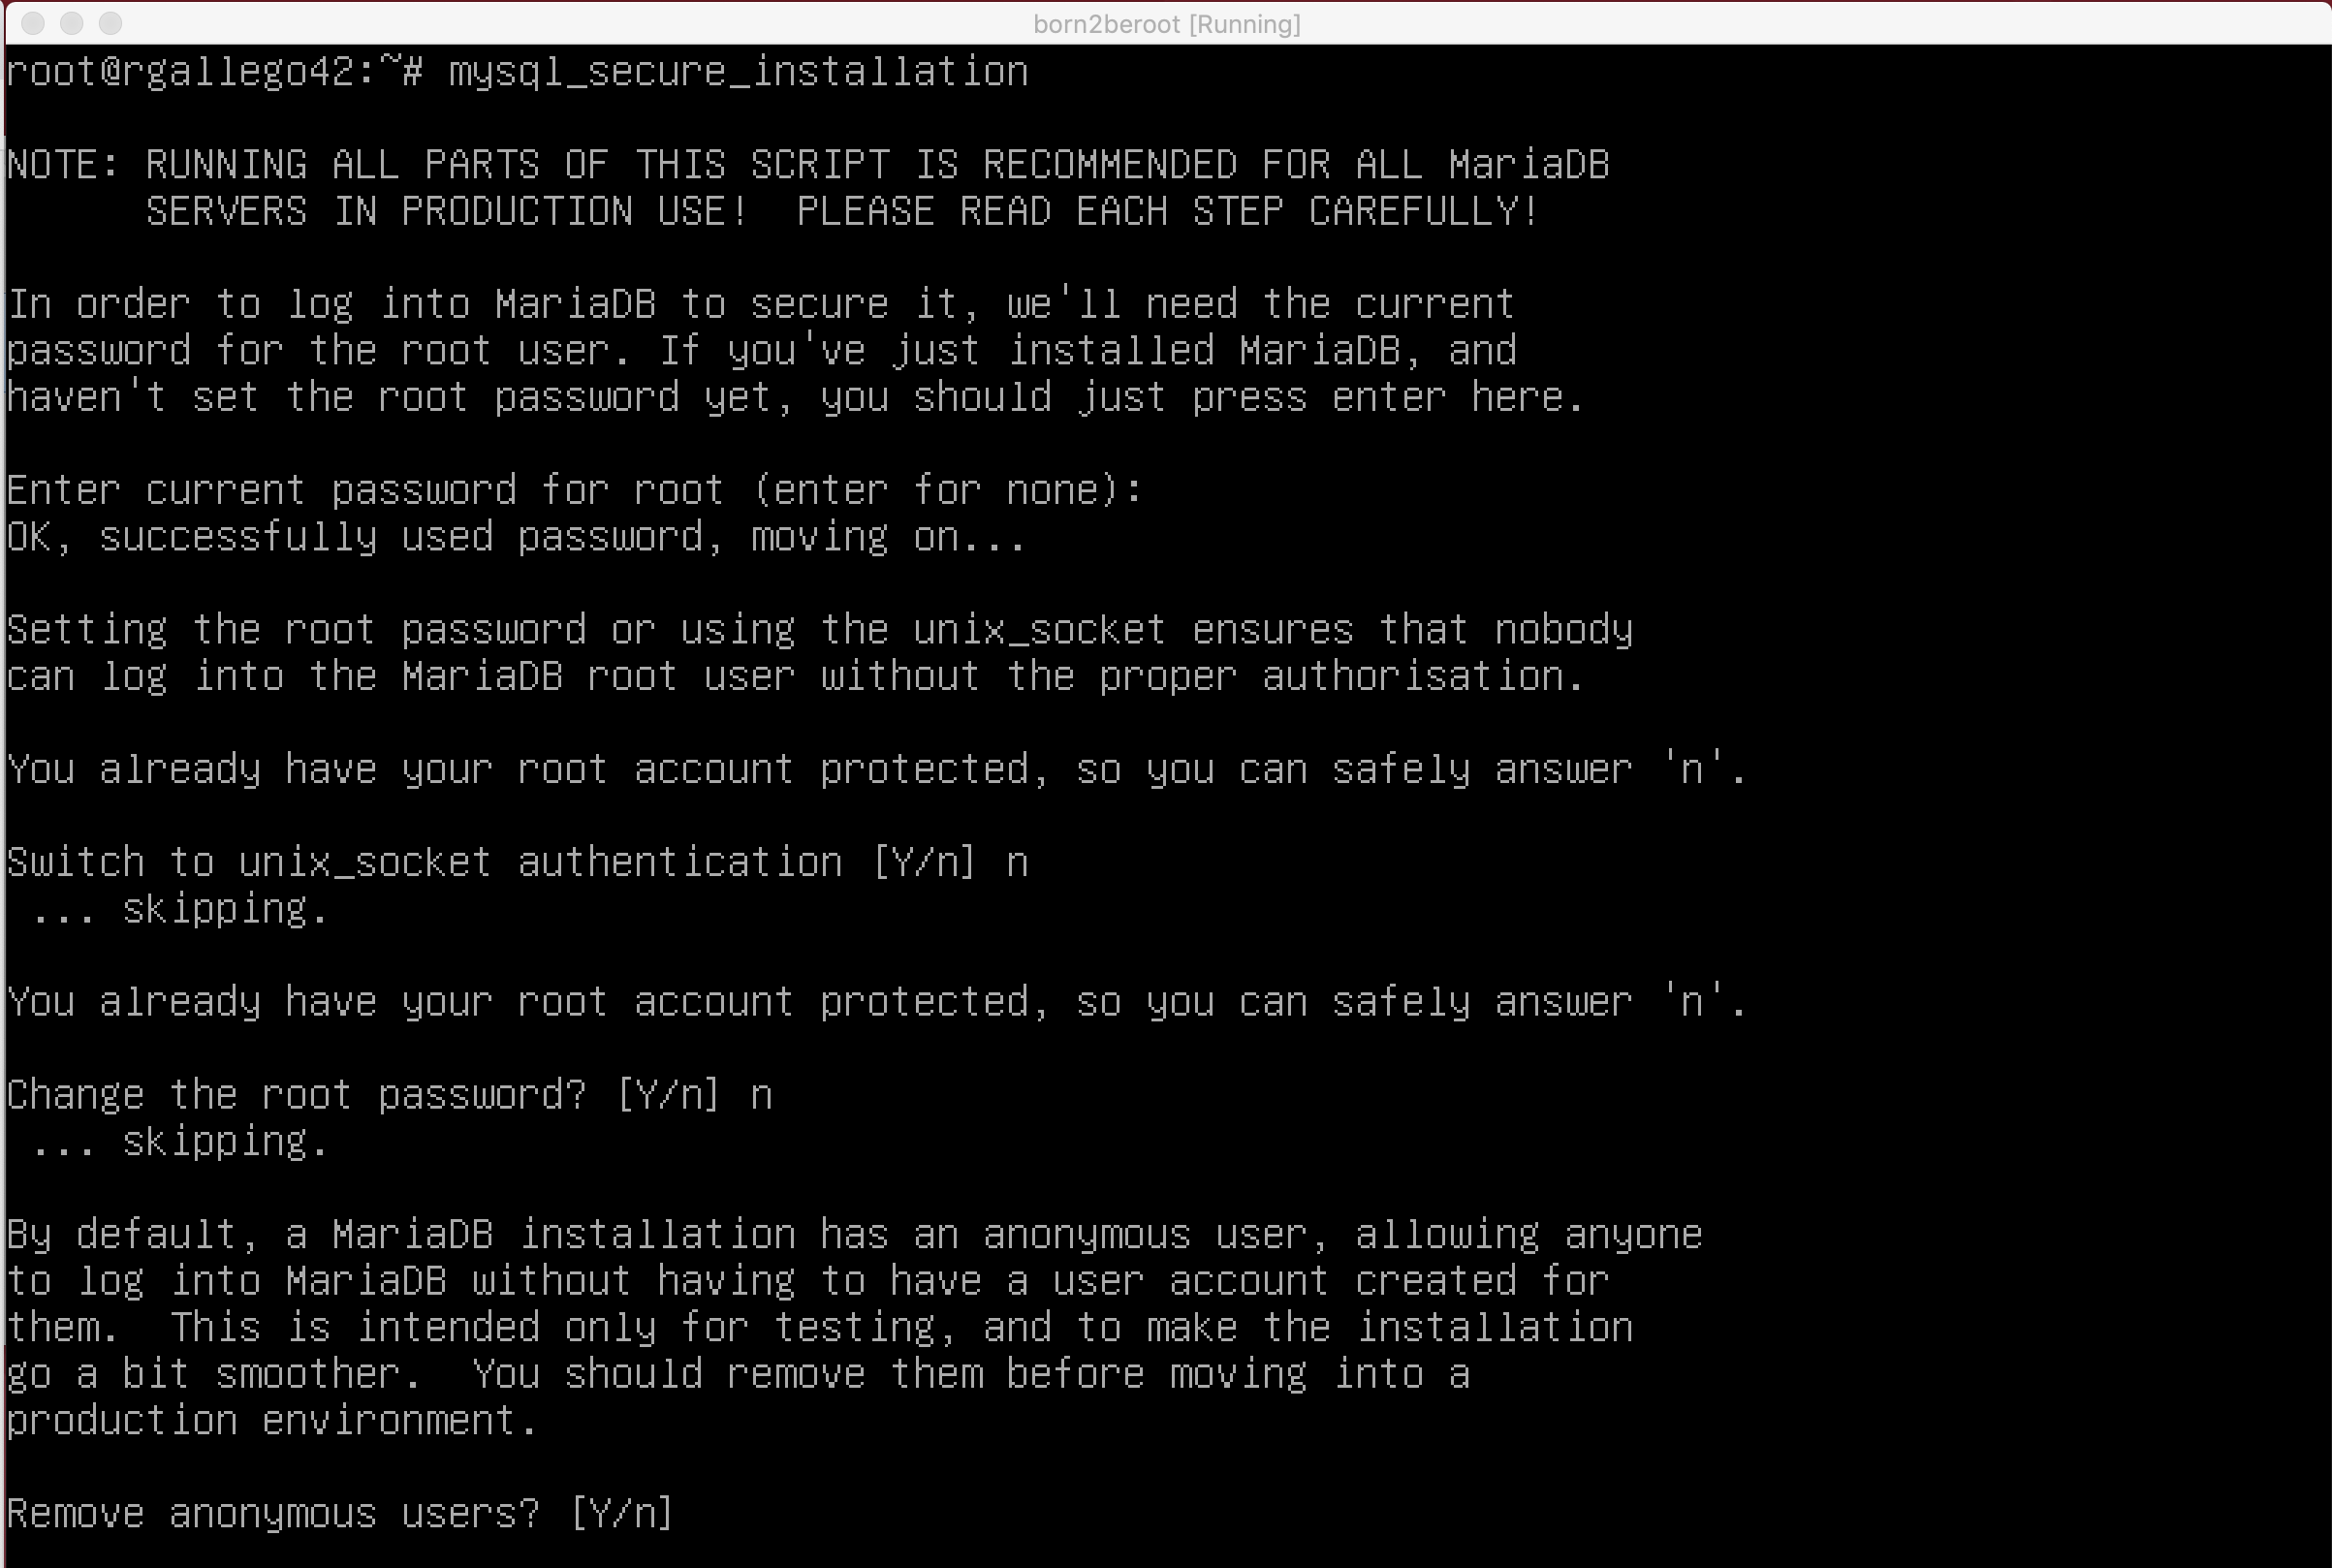 born2beroot [Running]
root@rgallego42:~# mysql_secure_installation
NOTE: RUNNING ALL PARTS OF THIS SCRIPT IS RECOMMENDED FOR ALL MariaDB
      SERVERS IN PRODUCTION USE!  PLEASE READ EACH STEP CAREFULLY!
In order to log into MariaDB to secure it, we'll need the current
password for the root user. If you've just installed MariaDB, and
haven't set the root password yet, you should just press enter here.
Enter current password for root (enter for none):
OK, successfully used password, moving on...
Setting the root password or using the unix_socket ensures that nobody
can log into the MariaDB root user without the proper authorisation.
You already have your root account protected, so you can safely answer 'n'.
Switch to unix_socket authentication [Y/n] n
 ... skipping.
You already have your root account protected, so you can safely answer 'n'.
Change the root password? [Y/n] n
 ... skipping.
By default, a MariaDB installation has an anonymous user, allowing anyone
to log into MariaDB without having to have a user account created for
them.  This is intended only for testing, and to make the installation
go a bit smoother.  You should remove them before moving into a
production environment.
Remove anonymous users? [Y/n]